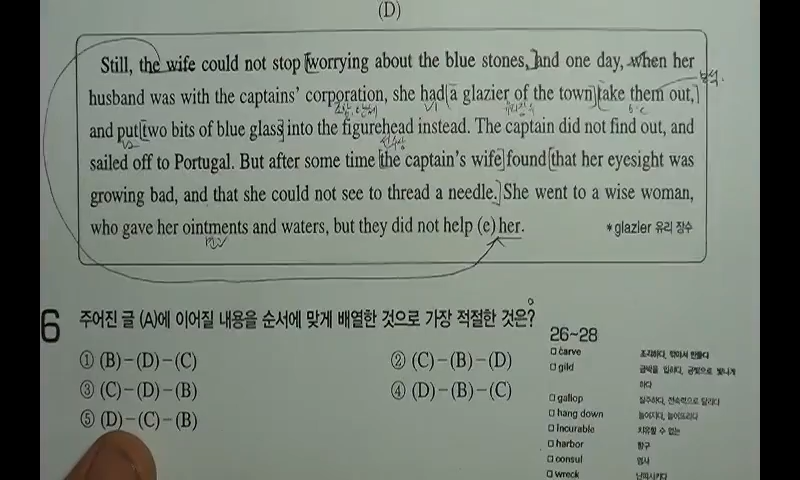 (D)
Still, the wife could not stop worrying about the blue stones, and one day, when her
husband was with the captains' corporation, she had a glazier of the town take them out,
and put two bits of blue glass into the figurehead instead. The captain did not find out, and
sailed off to Portugal. But after some time the captain's wife found that her eyesight was
growing bad, and that she could not see to thread a needle. She went to a wise woman,
who gave her ointments and waters, but they did not help (e) her.
*glazier 유리 장수
6 주어진 글 (A)에 이어질 내용을 순서에 맞게 배열한 것으로 가장 적절한 것은?
① (B)-(D)-(C) ② (C)-(B)-(D)
③ (C)-(D)-(B) ④ (D)-(B)-(C)
⑤ (D)-(C)-(B)
26~28
□ carve 조각하다, 깎아서 만들다
□ gild 금박을 입히다, 금빛으로 빛나게
하다
□ gallop 질주하다, 전속력으로 달리다
□ hang down 늘어지다, 늘어뜨리다
□ incurable 치유할 수 없는
□ harbor 항구
□ consul 영사
□ wreck 난파시키다